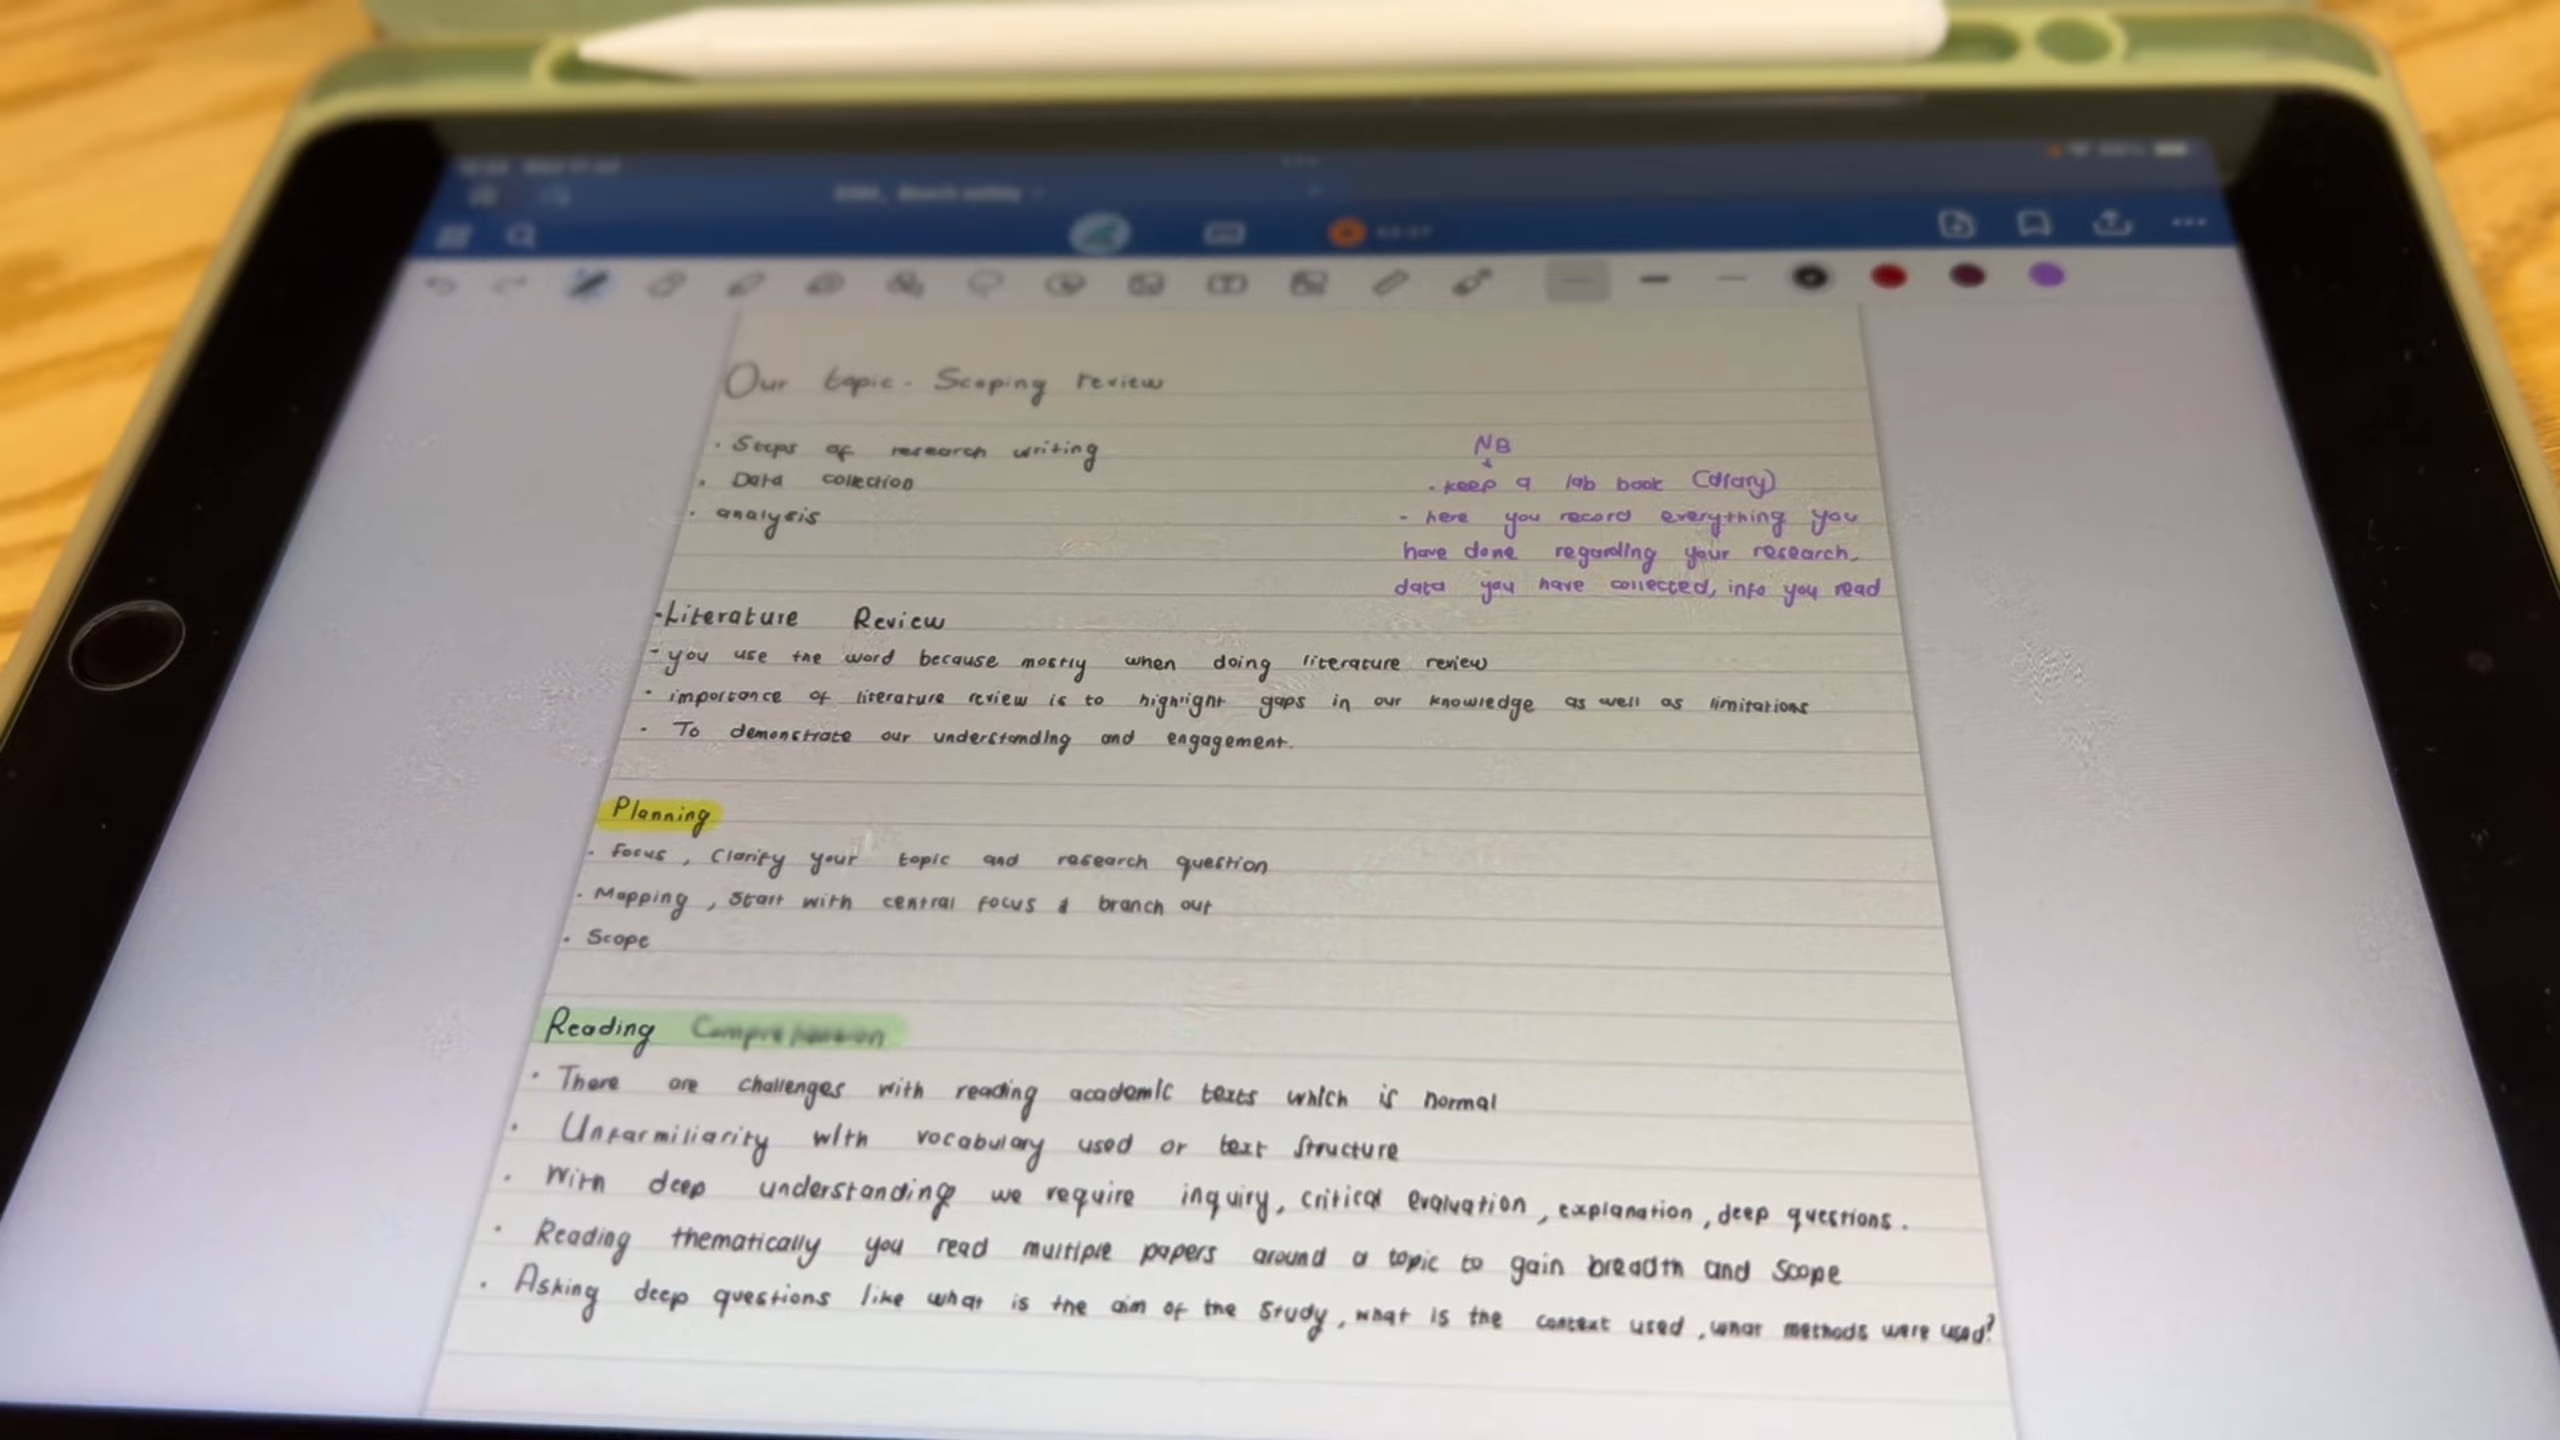 Our topic - Scoping review
· Steps of research writing
· Data collection
· analysis
NB
- keep a lab book (diary)
- here you record everything you
have done regarding your research,
data you have collected, info you read
· Literature Review
- you use the word because mostly when doing literature review
· importance of literature review is to highlight gaps in our knowledge as well as limitations
· To demonstrate our understanding and engagement.
Planning
· Focus, Clarify your topic and research question
· Mapping, Start with central focus & branch out
· Scope
Reading Comprehension
· There are challenges with reading academic texts which is normal
· Unfarmiliarity with vocabulary used or text structure
· With deep understanding we require inquiry, critical evaluation, explanation, deep questions.
· Reading thematically you read multiple papers around a topic to gain breadth and scope
· Asking deep questions like what is the aim of the study, what is the context used, what methods were used?